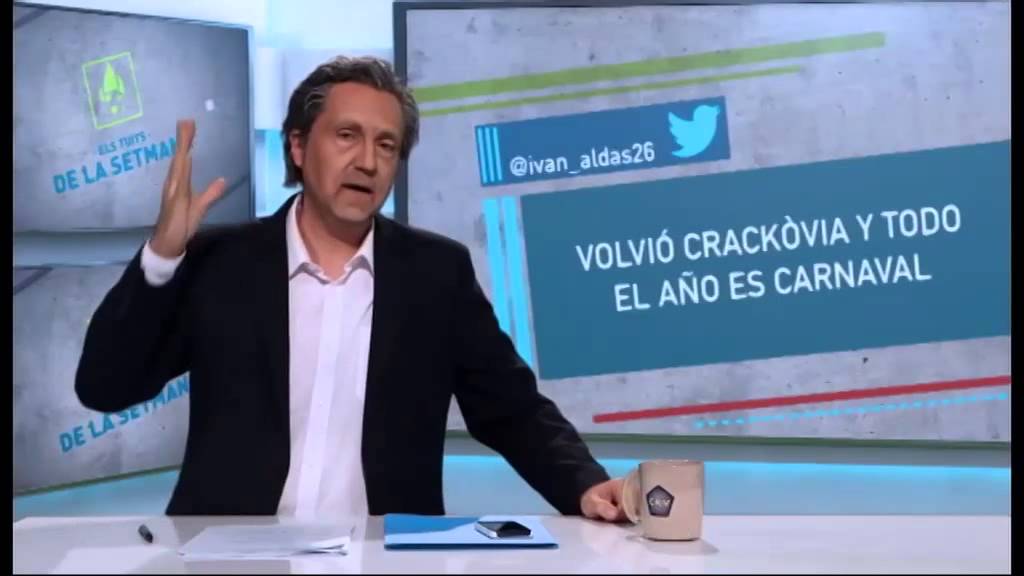 ELS TUITS
DE LA SETMAN
DE LA SETMAN
@ivan_aldas26
VOLVIÓ CRACKÒVIA Y TODO
EL AÑO ES CARNAVAL